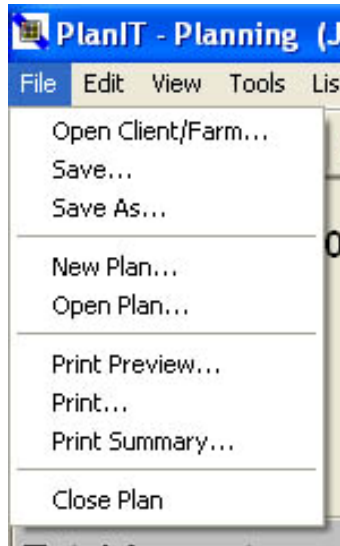 PlanIT - Planning (J
File Edit View Tools Lis
Open Client/Farm...
Save...
Save As...
New Plan...
Open Plan...
Print Preview...
Print...
Print Summary...
Close Plan